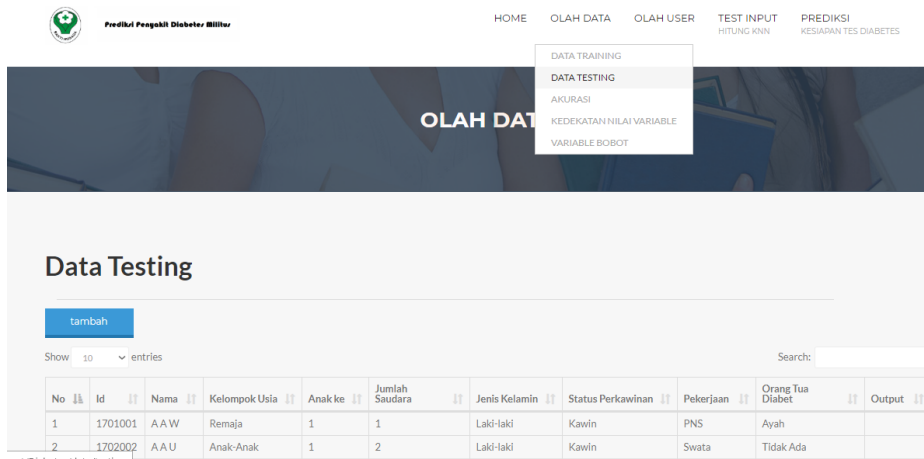 Prediksi Penyakit Diabetes Militus
HOME OLAH DATA OLAH USER TEST INPUT PREDIKSI
HITUNG KNN KESIAPAN TES DIABETES
DATA TRAINING
DATA TESTING
AKURASI
KEDEKATAN NILAI VARIABLE
VARIABLE BOBOT
OLAH DAT
Data Testing
tambah
Show 10 entries Search:
No Id Nama Kelompok Usia Anak ke Jumlah Saudara Jenis Kelamin Status Perkawinan Pekerjaan Orang Tua Diabet Output
1 1701001 A A W Remaja 1 1 Laki-laki Kawin PNS Ayah
2 1702002 A A U Anak-Anak 1 2 Laki-laki Kawin Swata Tidak Ada